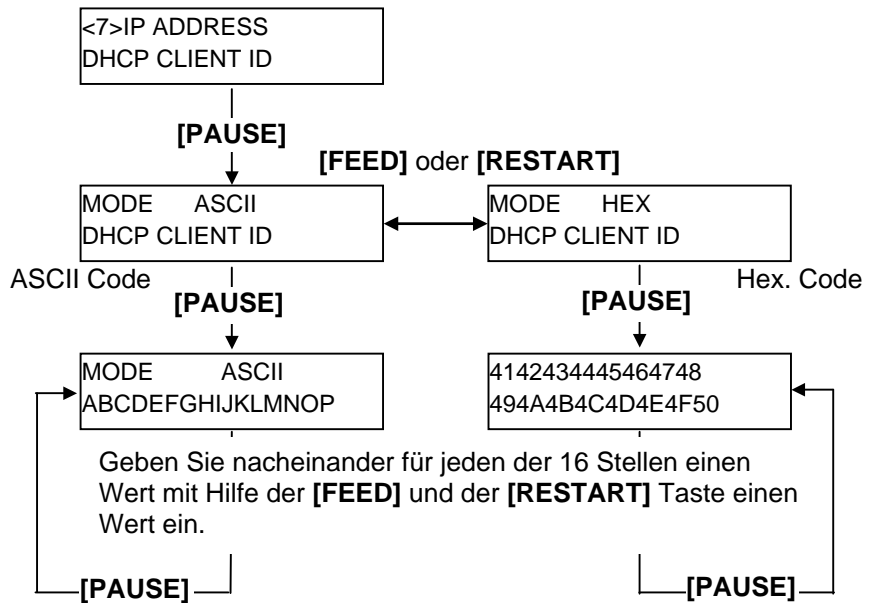 <7>IP ADDRESS
DHCP CLIENT ID
[PAUSE]
[FEED] oder [RESTART]
MODE ASCII
DHCP CLIENT ID
MODE HEX
DHCP CLIENT ID
ASCII Code
Hex. Code
[PAUSE]
[PAUSE]
MODE ASCII
ABCDEFGHIJKLMNOP
4142434445464748
494A4B4C4D4E4F50
Geben Sie nacheinander für jeden der 16 Stellen einen
Wert mit Hilfe der [FEED] und der [RESTART] Taste einen
Wert ein.
[PAUSE]
[PAUSE]